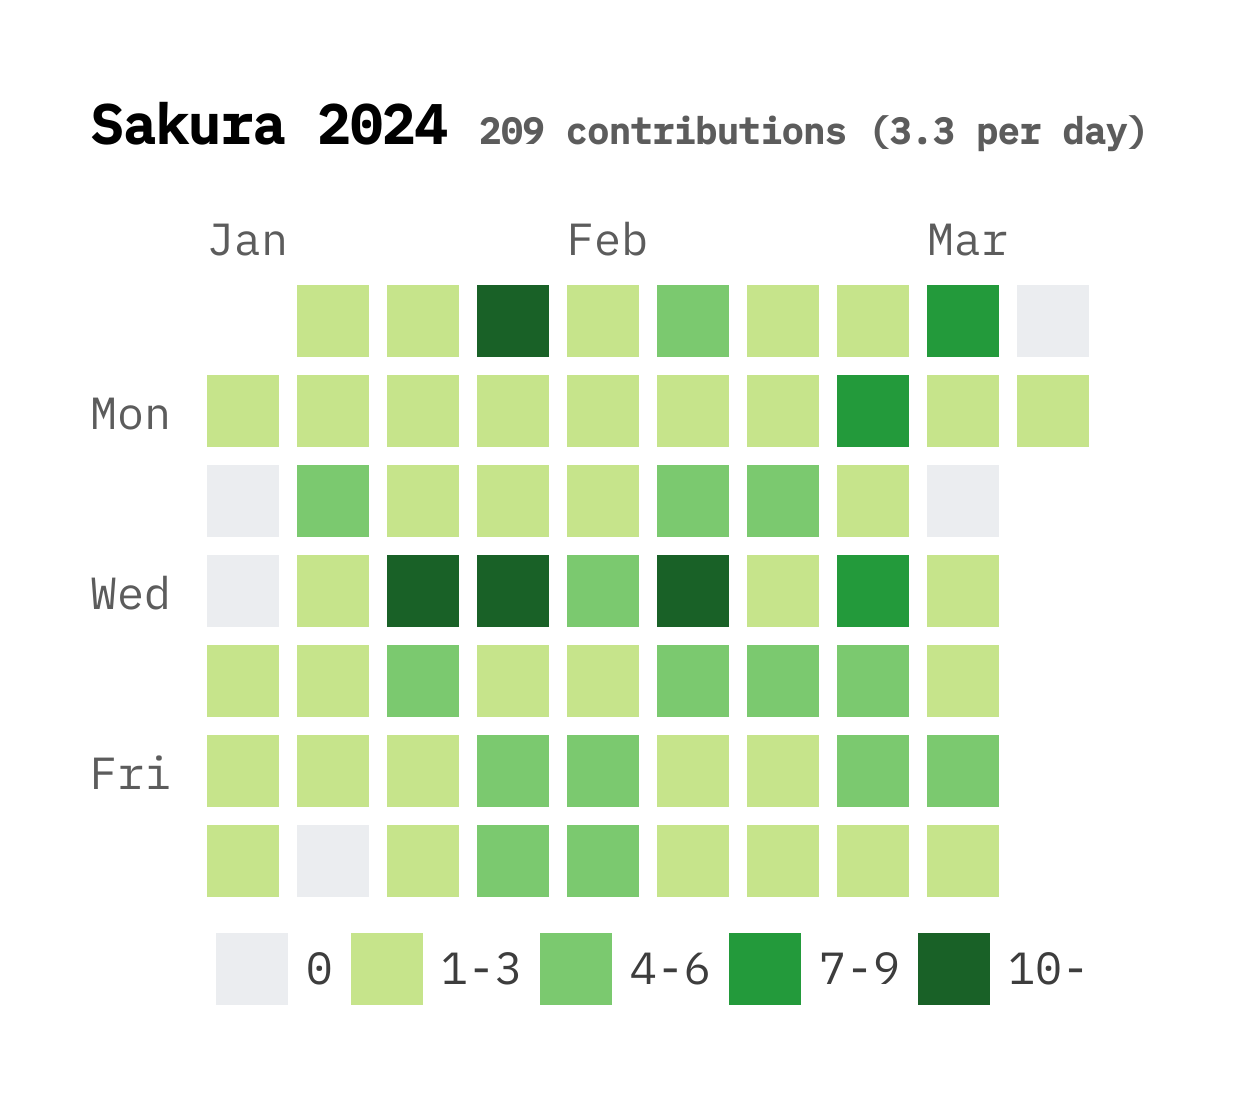 Sakura 2024 209 contributions (3.3 per day)
Jan Feb Mar
Mon
Wed
Fri
0 1-3 4-6 7-9 10-